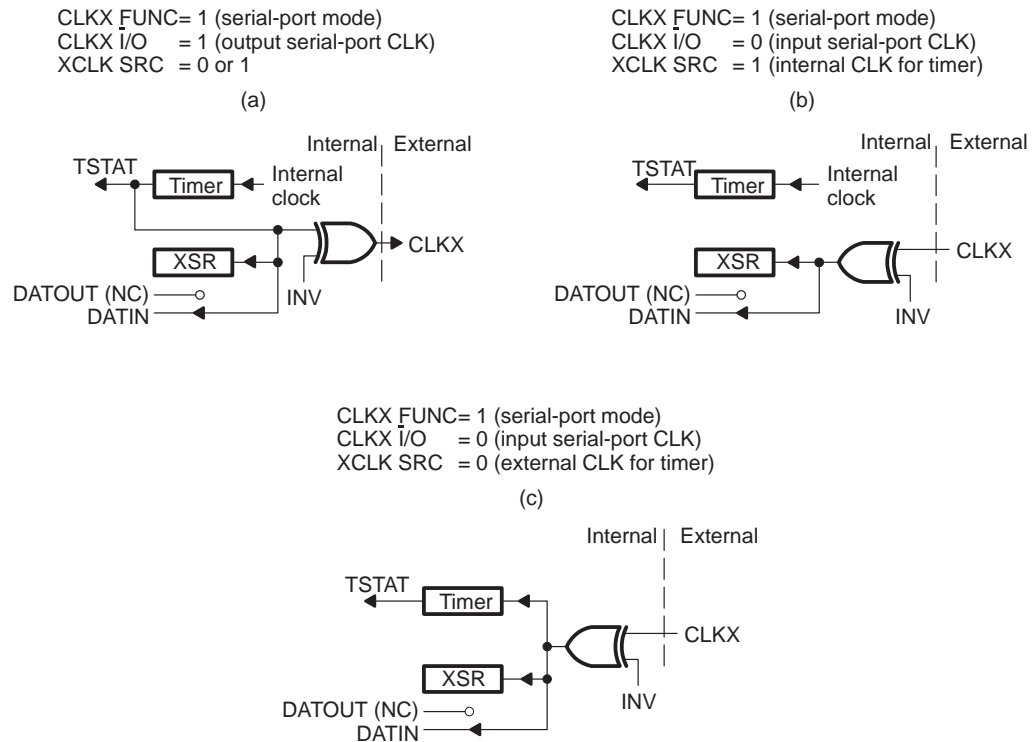 CLKX FUNC= 1 (serial-port mode)
CLKX I/O = 1 (output serial-port CLK)
XCLK SRC = 0 or 1
(a)
Internal External
TSTAT
Timer
Internal
clock
CLKX
XSR
INV
DATOUT (NC)
DATIN
CLKX FUNC= 1 (serial-port mode)
CLKX I/O = 0 (input serial-port CLK)
XCLK SRC = 1 (internal CLK for timer)
(b)
Internal External
TSTAT
Timer
Internal
clock
CLKX
XSR
DATOUT (NC)
INV
DATIN
CLKX FUNC= 1 (serial-port mode)
CLKX I/O = 0 (input serial-port CLK)
XCLK SRC = 0 (external CLK for timer)
(c)
Internal External
TSTAT
Timer
CLKX
XSR
INV
DATOUT (NC)
DATIN